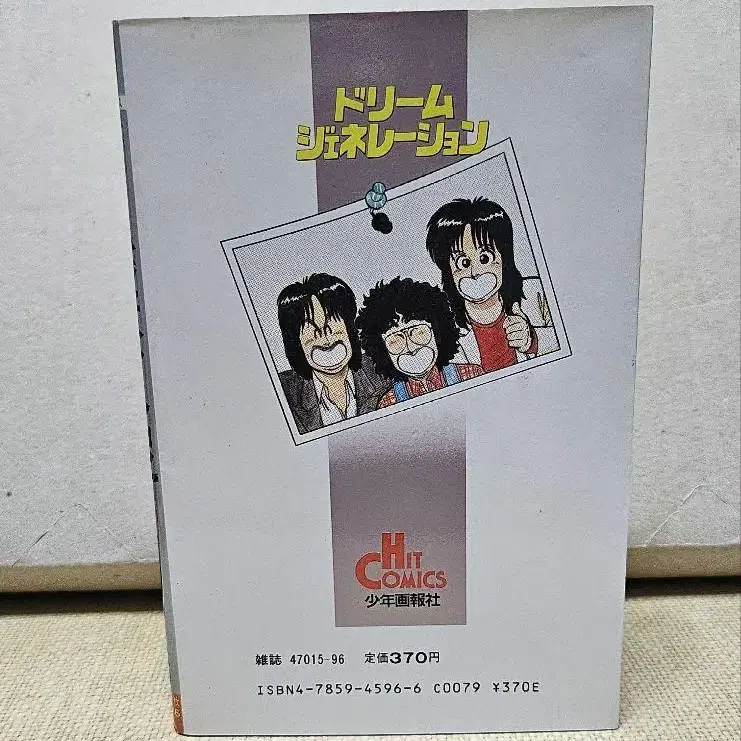 ドリーム
ジェネレーション
HIT
COMICS
少年画報社
雑誌 47015-96 定価370円
ISBN4-7859-4596-6 C0079 ¥370E